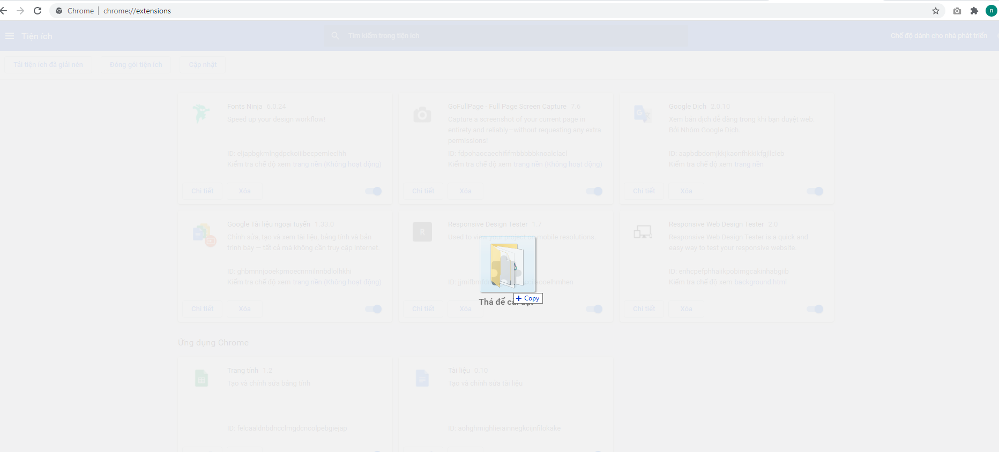 Chrome chrome://extensions
n
Tiện ích
Tìm kiếm trong tiện ích
Chế độ dành cho nhà phát triển
Tải tiện ích đã giải nén
Đóng gói tiện ích
Cập nhật
Fonts Ninja 6.0.24
Speed up your design workflow!
ID: eljapbgkmlngdpckoiiibecpemleclhh
Kiểm tra chế độ xem trang nền (Không hoạt động)
Chi tiết
Xóa
GoFullPage - Full Page Screen Capture 7.6
Capture a screenshot of your current page in
entirety and reliably—without requesting any extra
permissions!
ID: fdpohaocaechififmbbbbbknoalclacl
Kiểm tra chế độ xem trang nền (Không hoạt động)
Chi tiết
Xóa
Google Dịch 2.0.10
Xem bản dịch dễ dàng trong khi bạn duyệt web.
Bởi Nhóm Google Dịch.
ID: aapbdbdomjkkjkaonfhkkikfgjllcleb
Kiểm tra chế độ xem trang nền
Chi tiết
Xóa
Google Tài liệu ngoại tuyến 1.33.0
Chỉnh sửa, tạo và xem tài liệu, bảng tính và bản
trình bày – tất cả mà không cần truy cập internet.
ID: ghbmnnjooekpmoecnnnilnnbdlolhkhi
Kiểm tra chế độ xem trang nền (Không hoạt động)
Chi tiết
Xóa
R
Responsive Design Tester 1.7
Used to view your project on mobile resolutions.
Chi tiết
Xóa
Responsive Web Design Tester 2.0
Responsive Web Design Tester is a quick and
easy way to test your responsive website.
Kiểm tra chế độ xem background.html
Chi tiết
Xóa
Copy
Thả để cài đặt
Ứng dụng Chrome
Trang tính 1.2
Tạo và chỉnh sửa bảng tính
ID: felcaaldnbdncclmgdcncolpebgiejap
Tài liệu 0.10
Tạo và chỉnh sửa tài liệu
ID: aohghmighlieiainnegkcijnfilokake